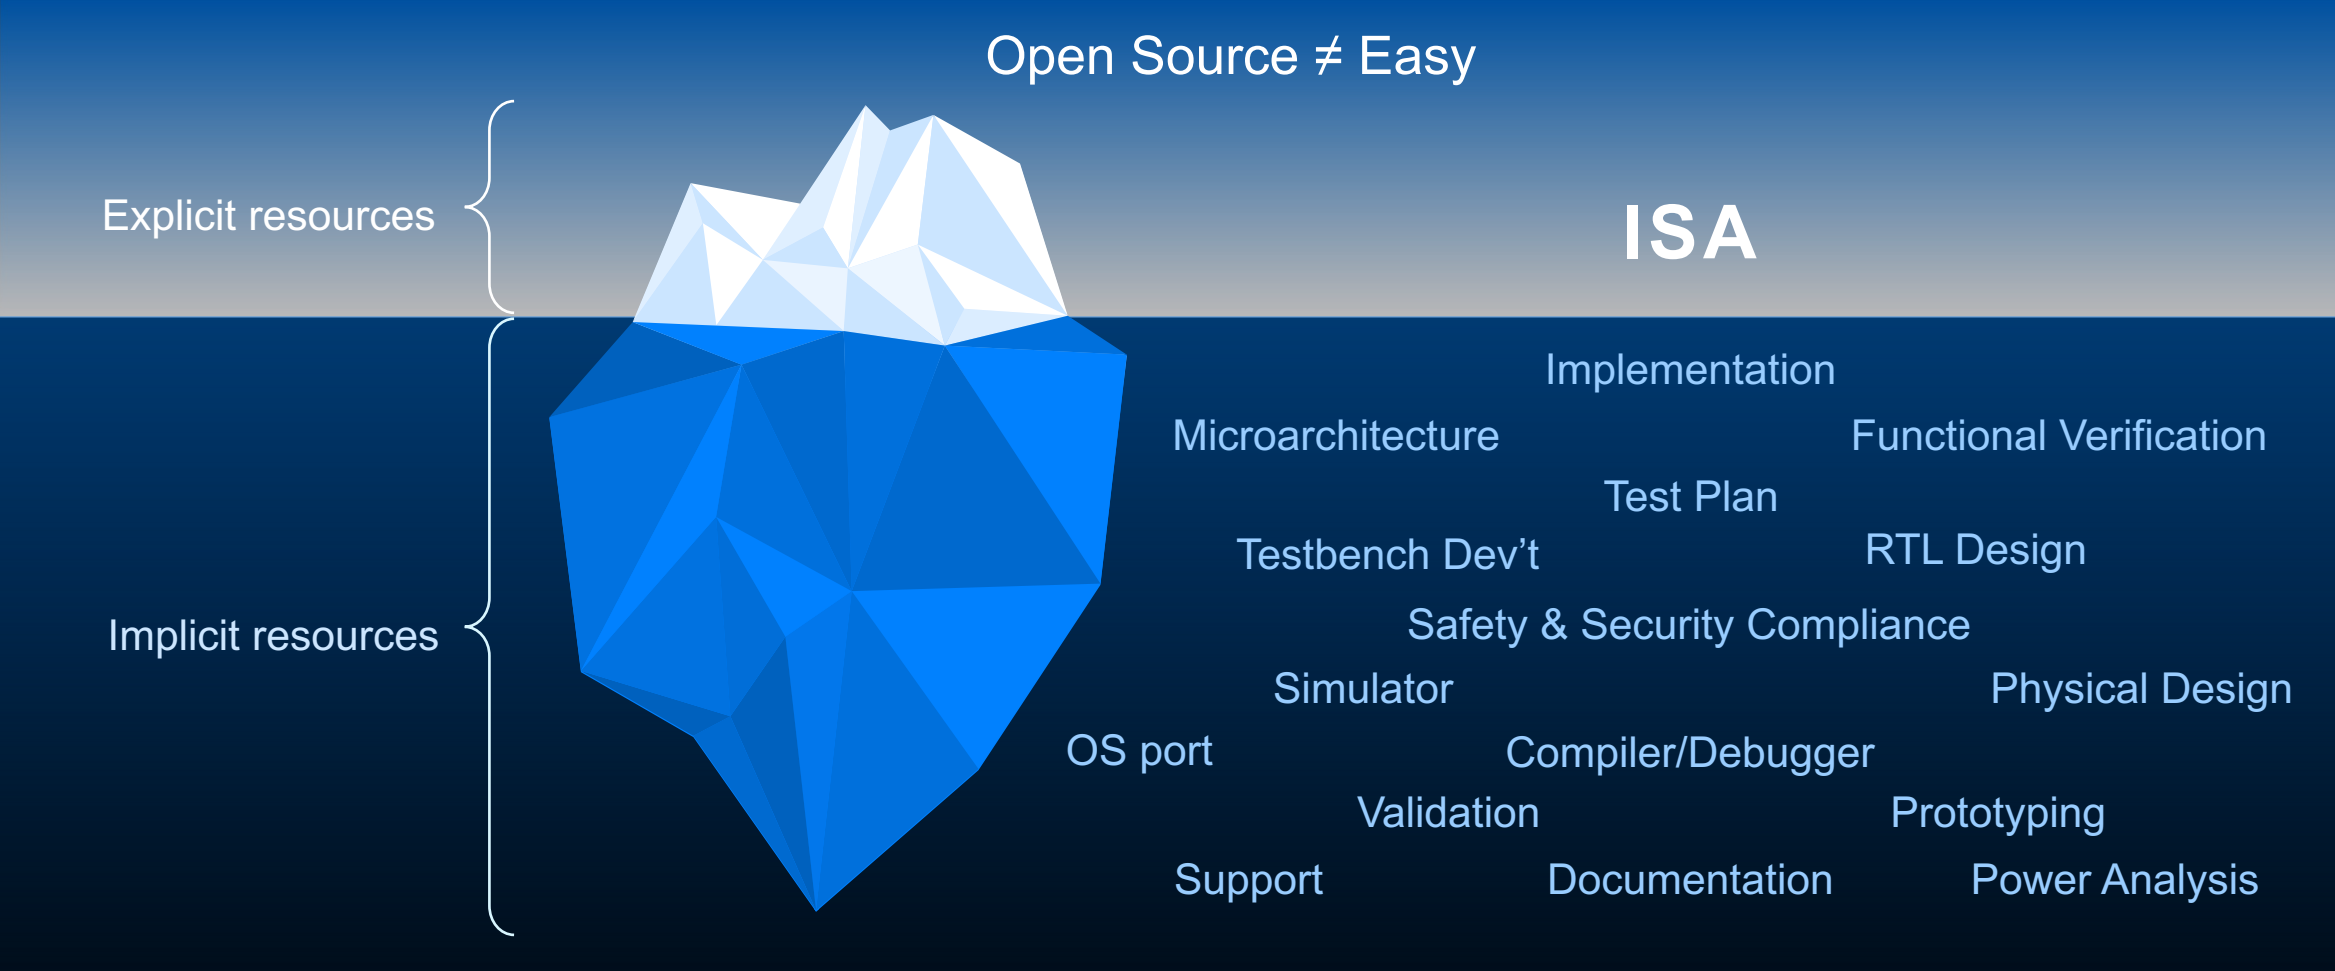 Open Source ≠ Easy
Explicit resources
ISA
Implementation
Microarchitecture
Functional Verification
Test Plan
Testbench Dev’t
RTL Design
Safety & Security Compliance
Implicit resources
Simulator
Physical Design
OS port
Compiler/Debugger
Validation
Prototyping
Support
Documentation
Power Analysis